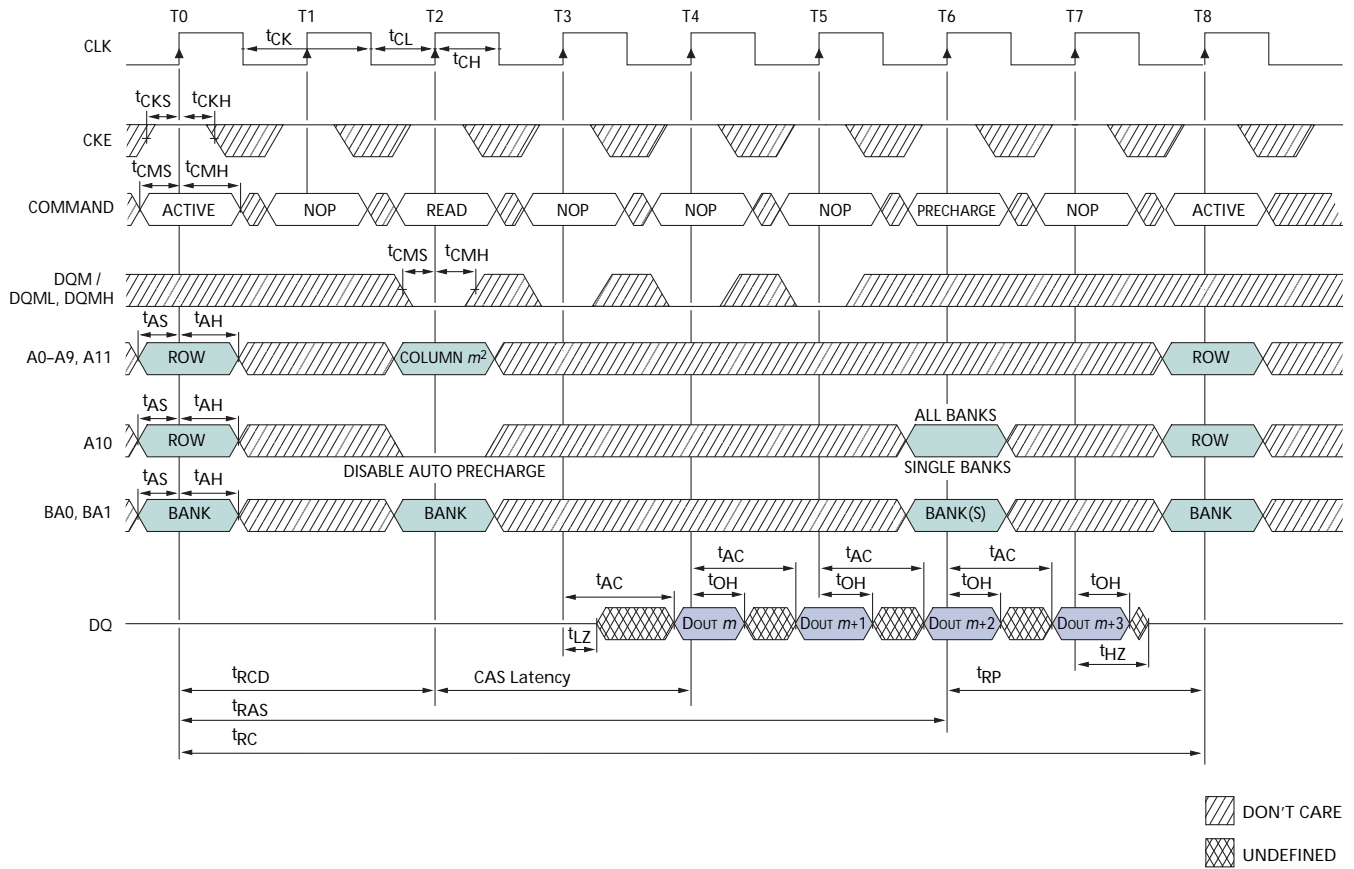 T0 T1 T2 T3 T4 T5 T6 T7 T8
CLK
tCK tCL
tCH
tCKS tCKH
CKE
tCMS tCMH
COMMAND ACTIVE NOP READ NOP NOP NOP PRECHARGE NOP ACTIVE
tCMS tCMH
DQM /
DQML, DQMH
tAS tAH
A0–A9, A11 ROW COLUMN m2 ROW
tAS tAH
ALL BANKS
A10 ROW ROW
DISABLE AUTO PRECHARGE SINGLE BANKS
tAS tAH
BA0, BA1 BANK BANK BANK(S) BANK
tAC tAC tAC
tAC tOH tOH tOH tOH
DQ DOUT m DOUT m+1 DOUT m+2 DOUT m+3
tLZ tHZ
tRCD CAS Latency tRP
tRAS
tRC
DON'T CARE
UNDEFINED